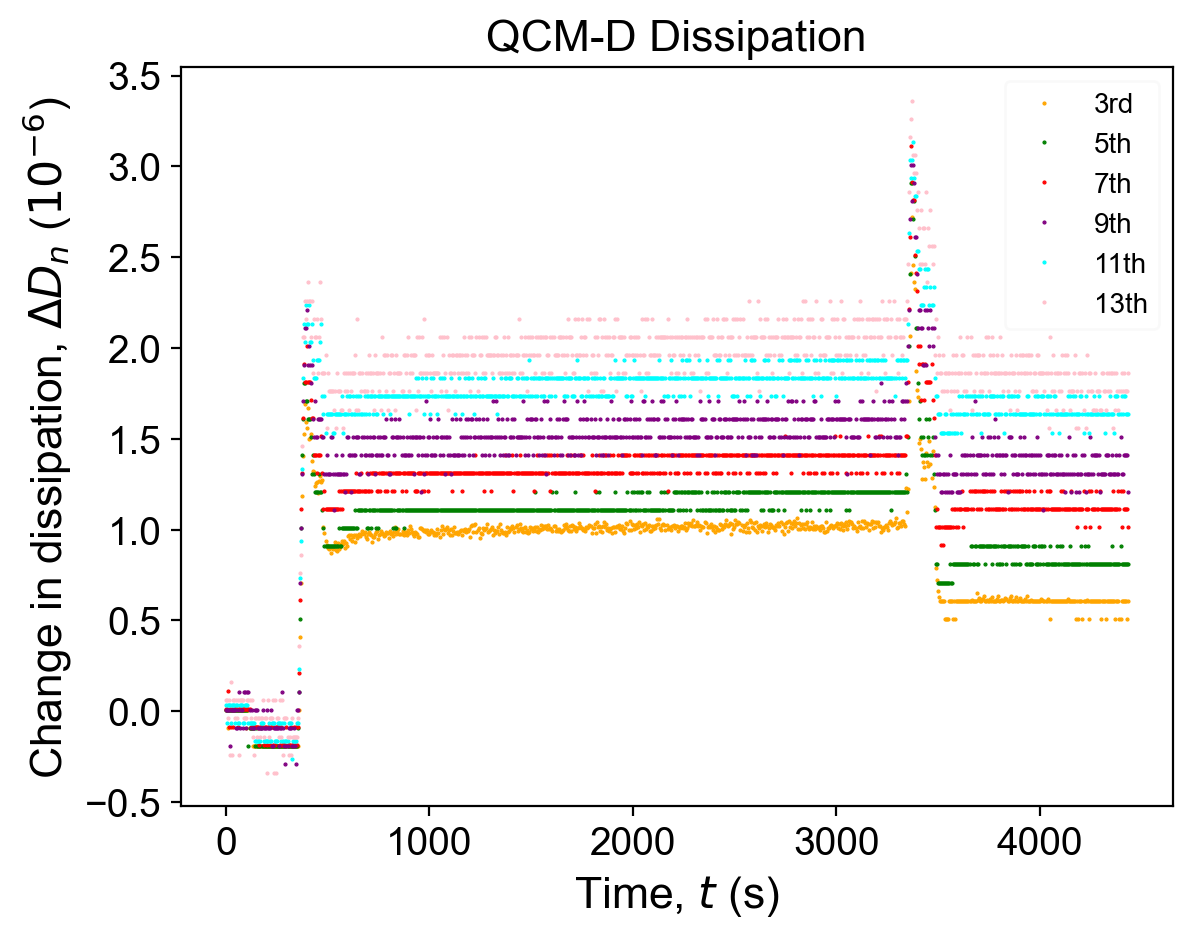 QCM-D Dissipation
Change in dissipation, ΔDₙ (10⁻⁶)
3.5
3.0
2.5
2.0
1.5
1.0
0.5
0.0
−0.5
3rd
5th
7th
9th
11th
13th
0 1000 2000 3000 4000
Time, t (s)